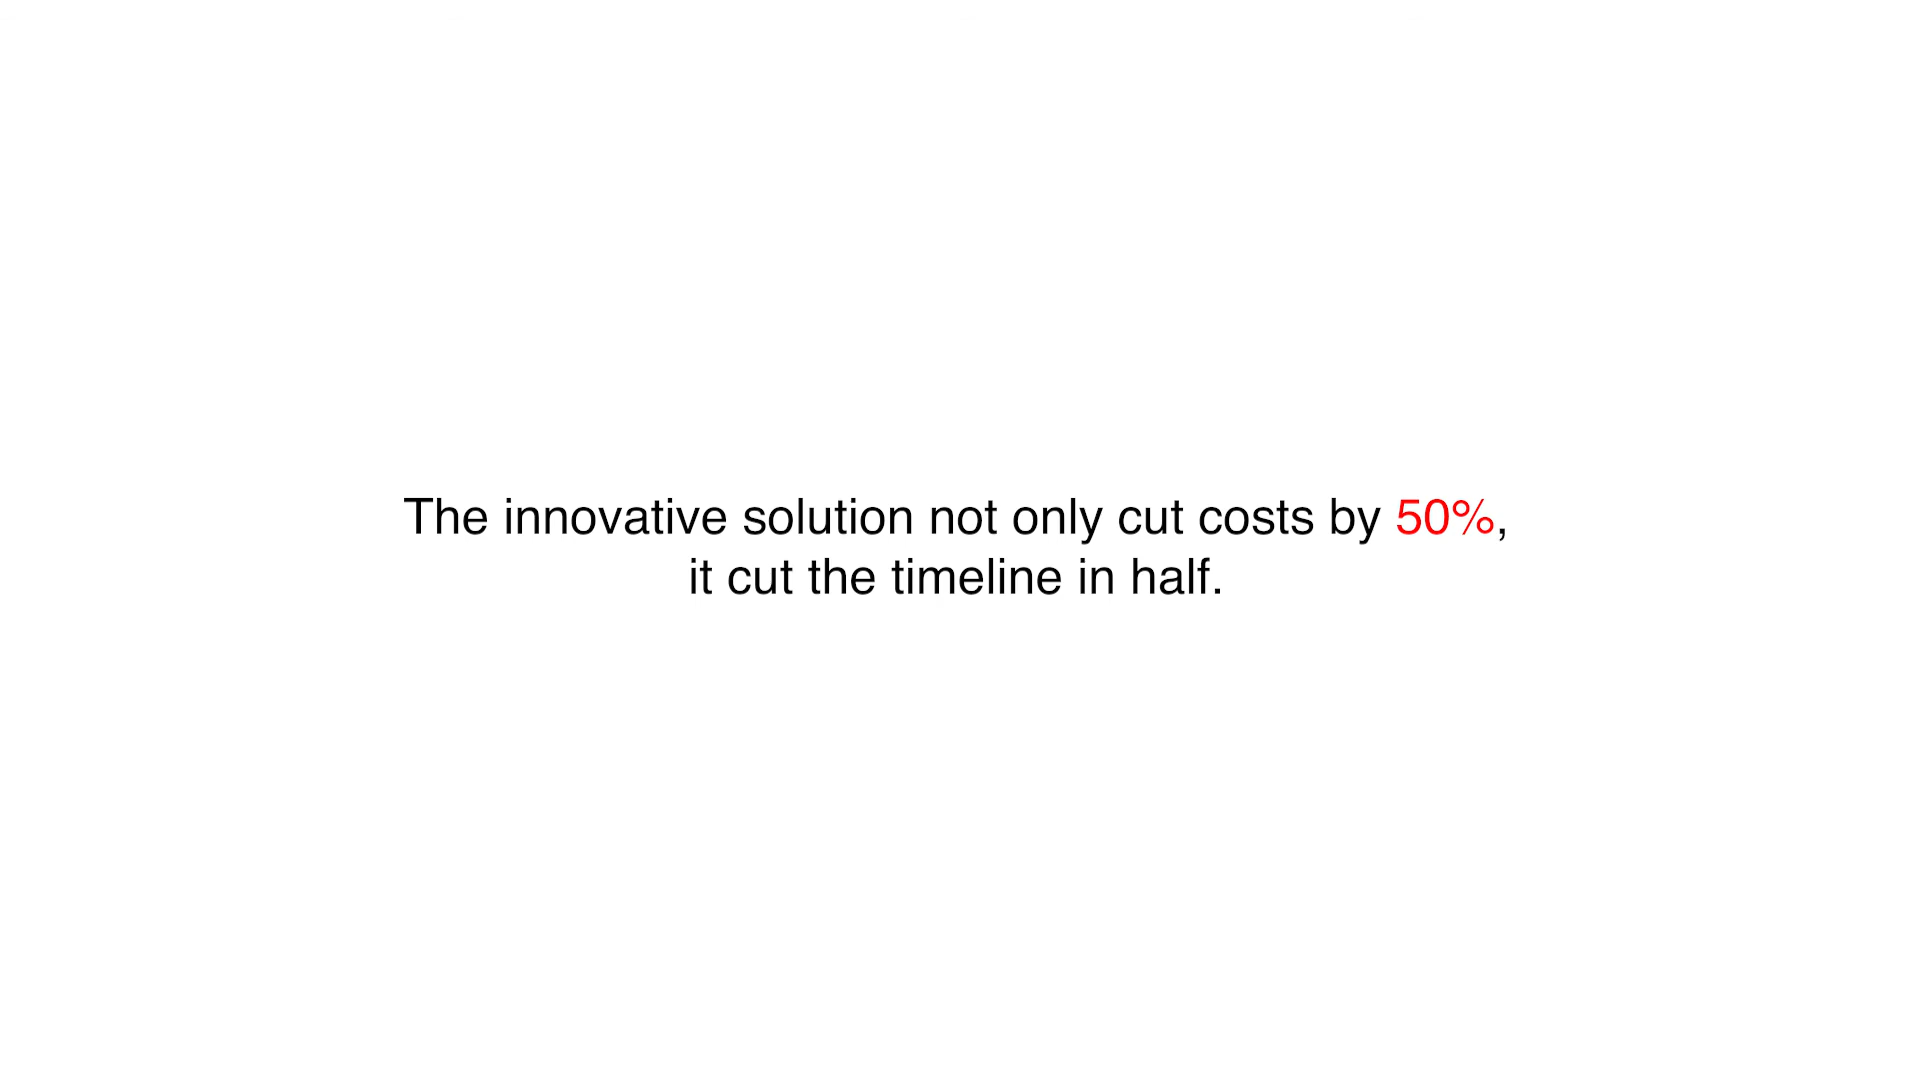 The innovative solution not only cut costs by 50%,
it cut the timeline in half.